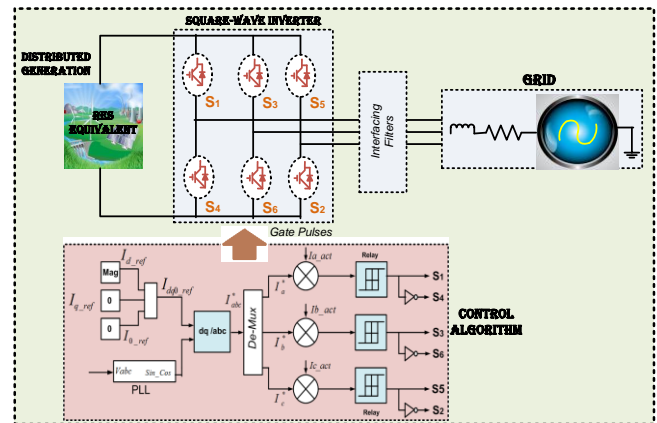 SQUARE-WAVE INVERTER
DISTRIBUTED
GENERATION
RES
EQUIVALENT
S1
S3
S5
S4
S6
S2
Interfacing
Filters
GRID
Gate Pulses
I_d_ref
Mag
I_q_ref
0
0
I_0_ref
I_dq0_ref
dq /abc
I*_abc
Vabc
Sin_Cos
PLL
De-Mux
I*_a
Ia_act
Relay
S1
S4
I*_b
Ib_act
S3
S6
I*_c
Ic_act
Relay
S5
S2
CONTROL
ALGORITHM